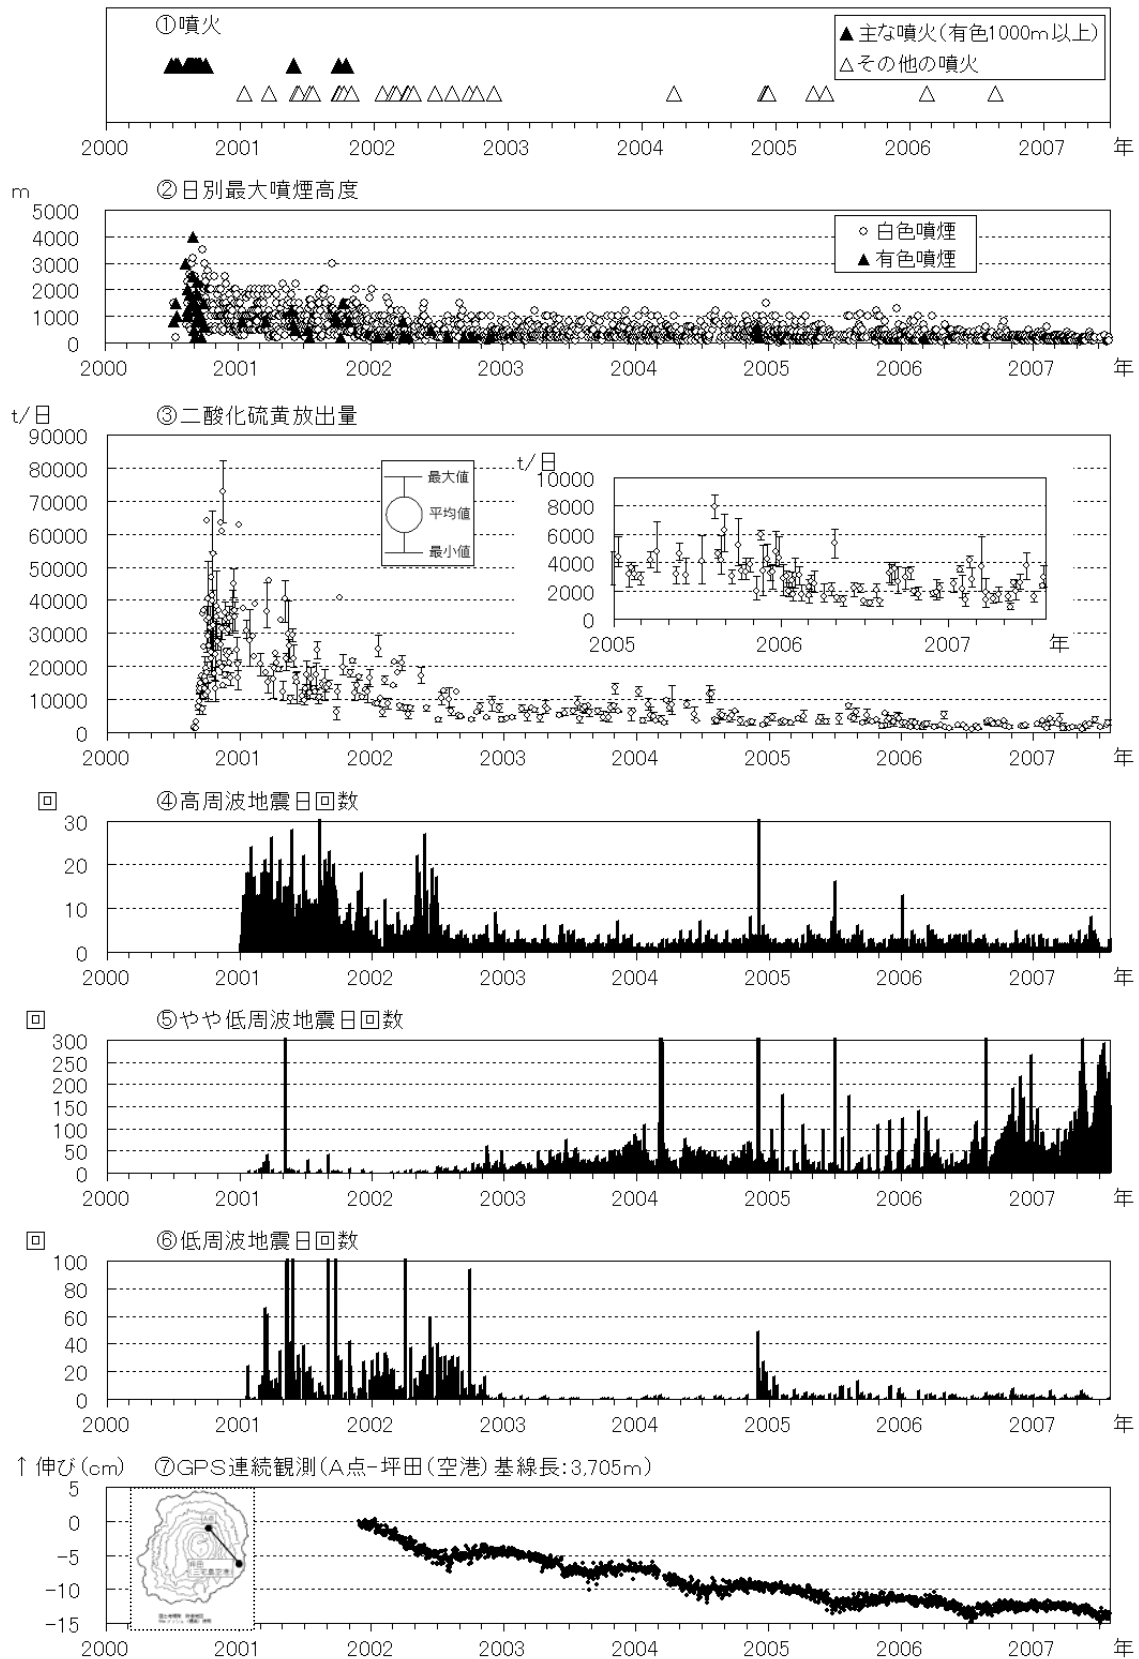 ①噴火
▲主な噴火(有色1000m以上)
△その他の噴火
2000 2001 2002 2003 2004 2005 2006 2007 年
m ②日別最大噴煙高度
5000
4000
3000
2000
1000
0
○ 白色噴煙
▲ 有色噴煙
2000 2001 2002 2003 2004 2005 2006 2007 年
t/日 ③二酸化硫黄放出量
90000
80000
70000
60000
50000
40000
30000
20000
10000
0
最大値
平均値
最小値
t/日
10000
8000
6000
4000
2000
0
2005 2006 2007 年
2000 2001 2002 2003 2004 2005 2006 2007 年
回 ④高周波地震日回数
30
20
10
0
2000 2001 2002 2003 2004 2005 2006 2007 年
回 ⑤やや低周波地震日回数
300
250
200
150
100
50
0
2000 2001 2002 2003 2004 2005 2006 2007 年
回 ⑥低周波地震日回数
100
80
60
40
20
0
2000 2001 2002 2003 2004 2005 2006 2007 年
↑伸び(cm) ⑦GPS連続観測(A点-坪田(空港)基線長:3,705m)
5
0
-5
-10
-15
A点
坪田
(三宅島空港)
2000 2001 2002 2003 2004 2005 2006 2007 年